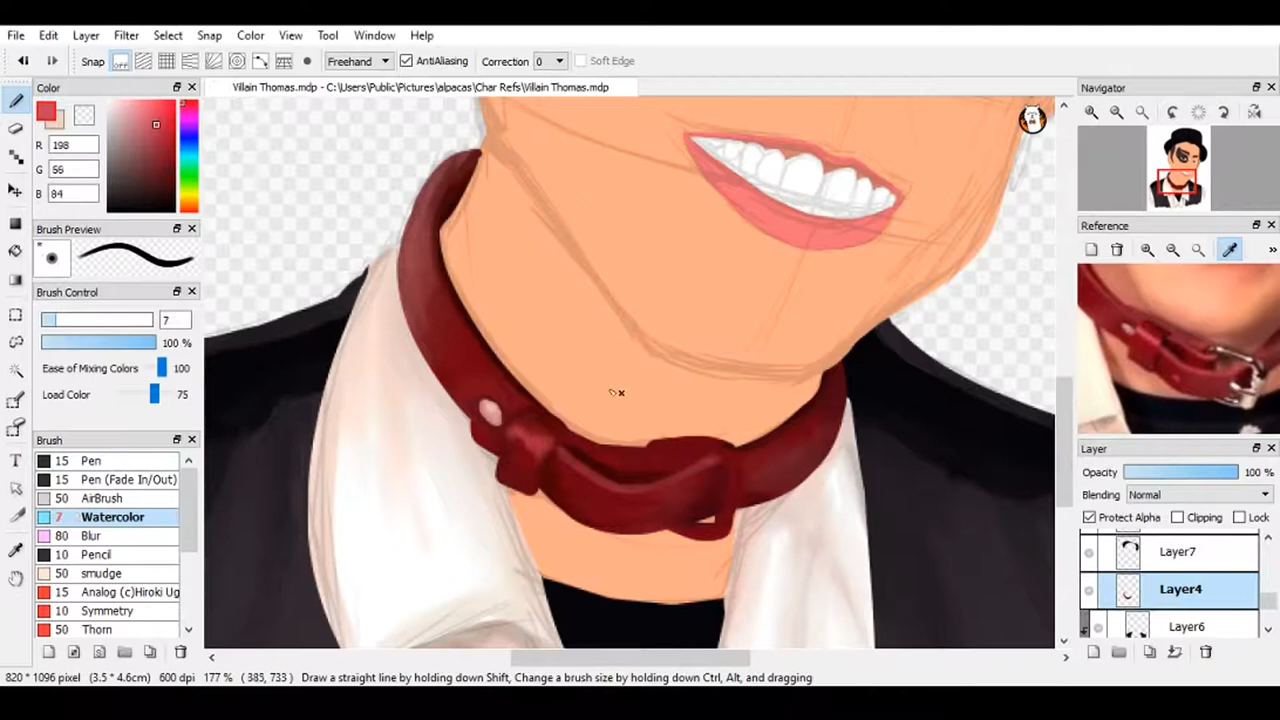 File Edit Layer Filter Select Snap Color View Tool Window Help
Snap OFF Freehand AntiAliasing Correction 0 Soft Edge
Color
Villain Thomas.mdp - C:\Users\Public\Pictures\alpacas\Char Refs\Villain Thomas.mdp
Navigator
R 198
G 56
B 84
Brush Preview
Reference
Brush Control
7
100 %
Ease of Mixing Colors 100
Load Color 75
Brush
15 Pen
15 Pen (Fade In/Out)
50 AirBrush
7 Watercolor
80 Blur
10 Pencil
50 smudge
15 Analog (c)Hiroki Ug
10 Symmetry
50 Thorn
Layer
Opacity 100 %
Blending Normal
Protect Alpha Clipping Lock
Layer7
Layer4
Layer6
820 * 1096 pixel (3.5 * 4.6cm) 600 dpi 177 % ( 385, 733 ) Draw a straight line by holding down Shift, Change a brush size by holding down Ctrl, Alt, and dragging